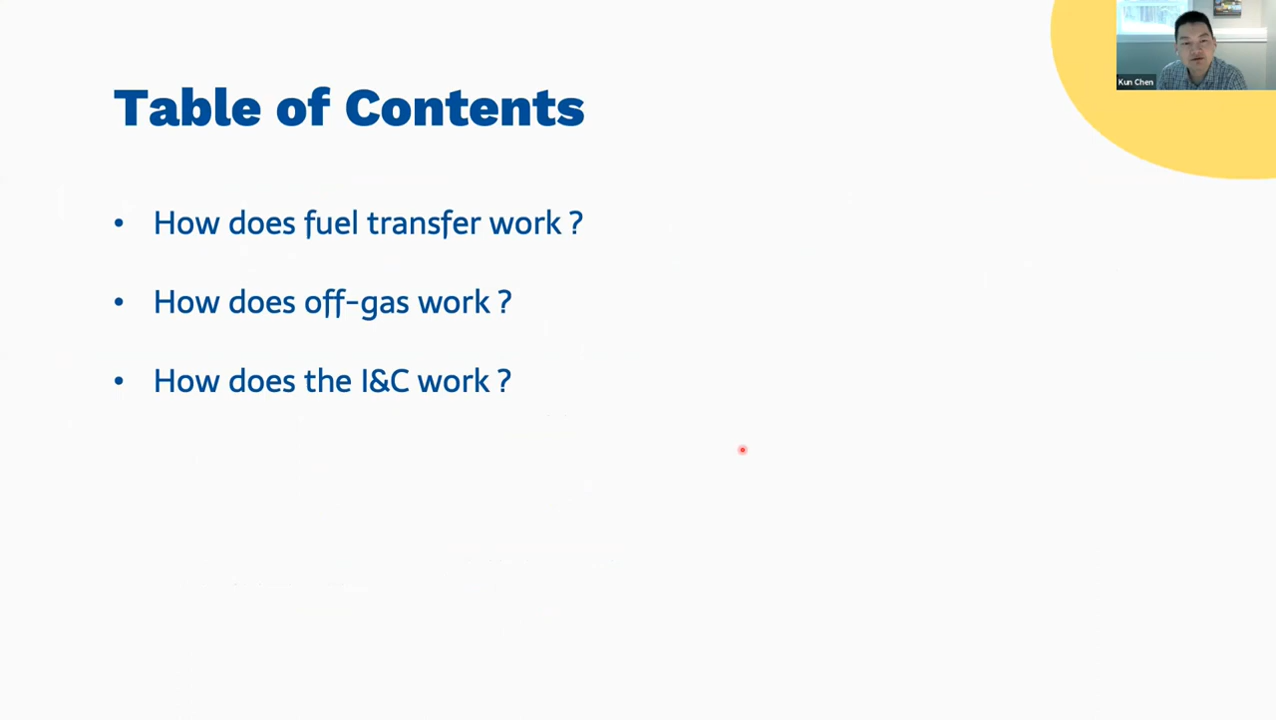 Kun Chen
Table of Contents
• How does fuel transfer work ?
• How does off-gas work ?
• How does the I&C work ?